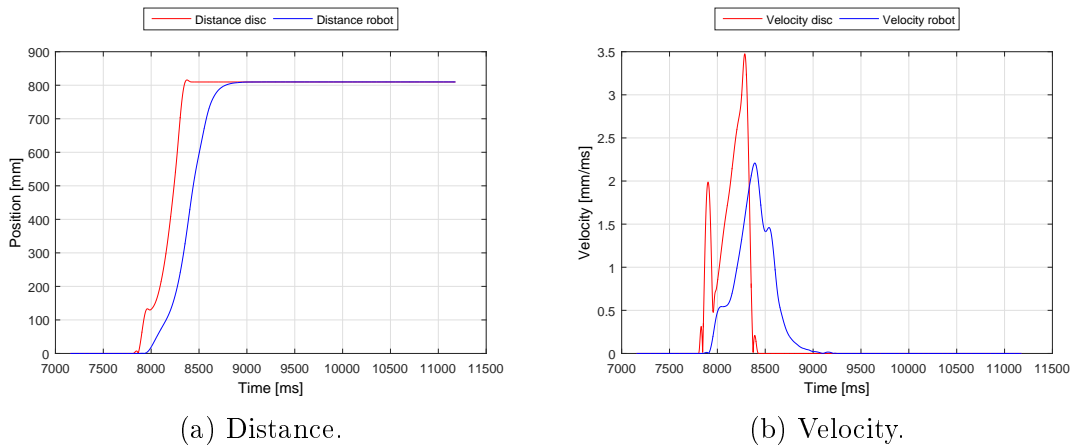 Distance disc Distance robot
900
800
700
600
500
400
300
200
100
0
Position [mm]
7000 7500 8000 8500 9000 9500 10000 10500 11000 11500
Time [ms]
(a) Distance.
Velocity disc Velocity robot
3.5
3
2.5
2
1.5
1
0.5
0
Velocity [mm/ms]
7000 7500 8000 8500 9000 9500 10000 10500 11000 11500
Time [ms]
(b) Velocity.